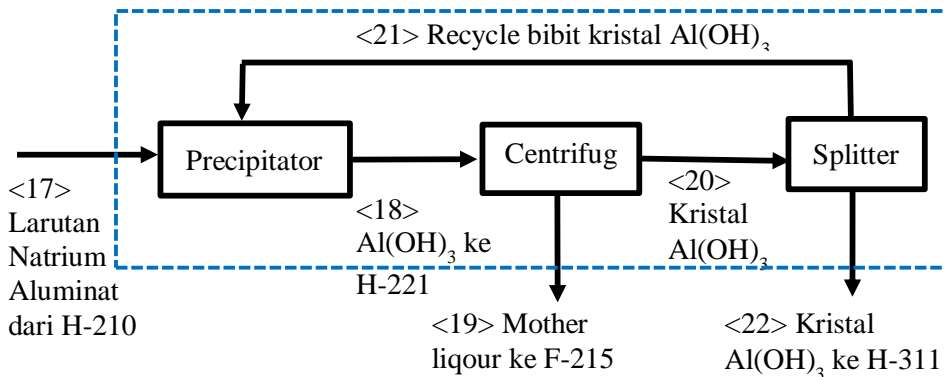 <21> Recycle bibit kristal Al(OH)3
Precipitator
Centrifug
Splitter
<17>
Larutan
Natrium
Aluminat
dari H-210
<18>
Al(OH)3 ke
H-221
<20>
Kristal
Al(OH)3
<19> Mother
liqour ke F-215
<22> Kristal
Al(OH)3 ke H-311